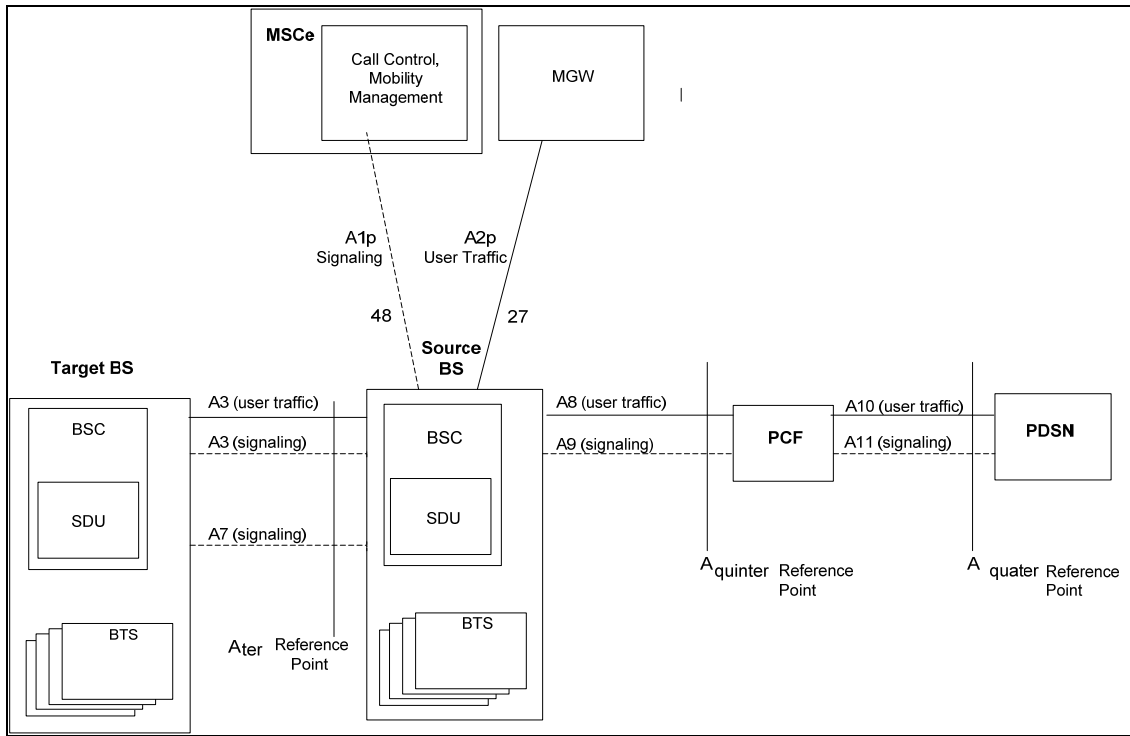 MSCe
Call Control,
Mobility
Management
MGW
A1p
Signaling
A2p
User Traffic
48
27
Target BS
Source
BS
A3 (user traffic)
A3 (signaling)
A7 (signaling)
BSC
SDU
BTS
BSC
SDU
BTS
Ater Reference
Point
A8 (user traffic)
A9 (signaling)
PCF
A10 (user traffic)
A11 (signaling)
PDSN
A quinter Reference
Point
A quater Reference
Point